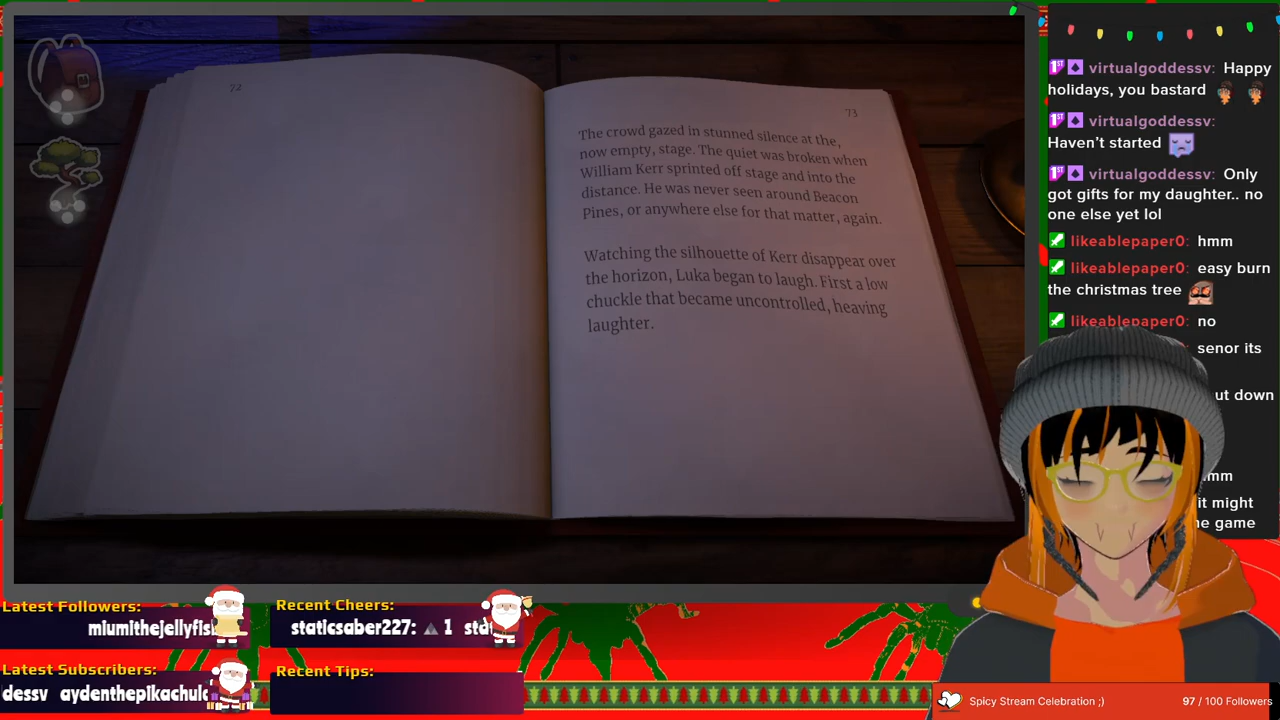 72
73
The crowd gazed in stunned silence at the,
now empty, stage. The quiet was broken when
William Kerr sprinted off stage and into the
distance. He was never seen around Beacon
Pines, or anywhere else for that matter, again.
Watching the silhouette of Kerr disappear over
the horizon, Luka began to laugh. First a low
chuckle that became uncontrolled, heaving
laughter.
1ST virtualgoddessv: Happy
holidays, you bastard
1ST virtualgoddessv:
Haven't started
1ST virtualgoddessv: Only
got gifts for my daughter.. no
one else yet lol
likeablepaper0: hmm
likeablepaper0: easy burn
the christmas tree
likeablepaper0: no
senor its
ut down
mm
it might
game
Latest Followers:
miumithejellyfis
Recent Cheers:
staticsaber227: 1
Latest Subscribers:
dessv aydenthepikachu
Recent Tips:
Spicy Stream Celebration ;)
97 / 100 Followers